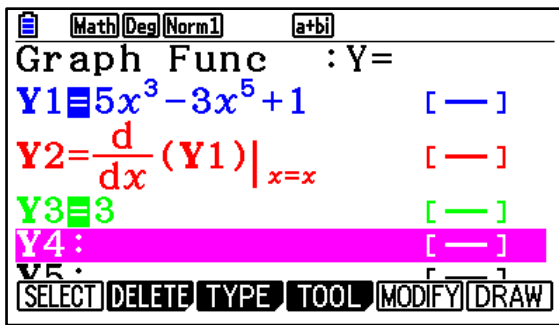 Math Deg Norm1 a+bi
Graph Func :Y=
Y1=5x³−3x⁵+1 [—]
Y2=d/dx(Y1)|x=x [—]
Y3=3 [—]
Y4: [—]
Y5: [—]
SELECT DELETE TYPE TOOL MODIFY DRAW